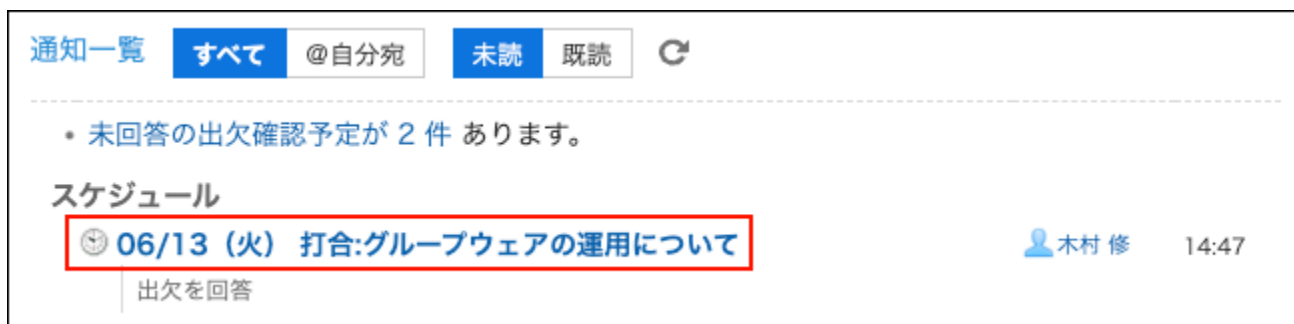 通知一覧 すべて @自分宛 未読 既読
・未回答の出欠確認予定が 2 件 あります。
スケジュール
06/13（火） 打合:グループウェアの運用について 木村 修 14:47
出欠を回答